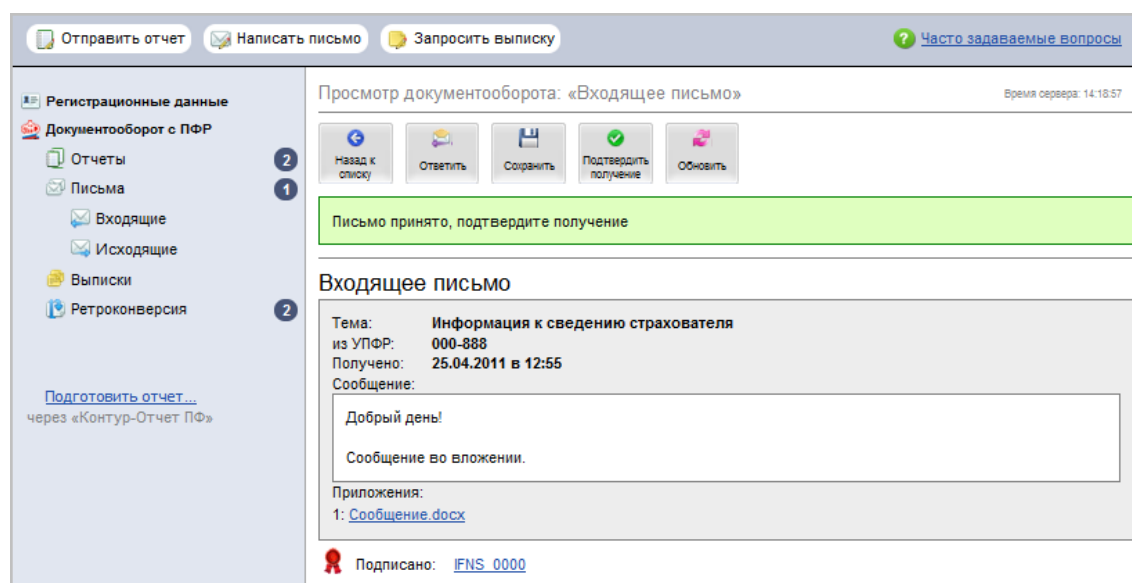 Отправить отчет
Написать письмо
Запросить выписку
Часто задаваемые вопросы
Регистрационные данные
Документооборот с ПФР
Отчеты 2
Письма 1
Входящие
Исходящие
Выписки
Ретроконверсия 2
Подготовить отчет...
через «Контур-Отчет ПФ»
Просмотр документооборота: «Входящее письмо»
Время сервера: 14:18:57
Назад к
списку
Ответить
Сохранить
Подтвердить
получение
Обновить
Письмо принято, подтвердите получение
Входящее письмо
Тема: Информация к сведению страхователя
из УПФР: 000-888
Получено: 25.04.2011 в 12:55
Сообщение:
Добрый день!
Сообщение во вложении.
Приложения:
1: Сообщение.docx
Подписано: IFNS_0000